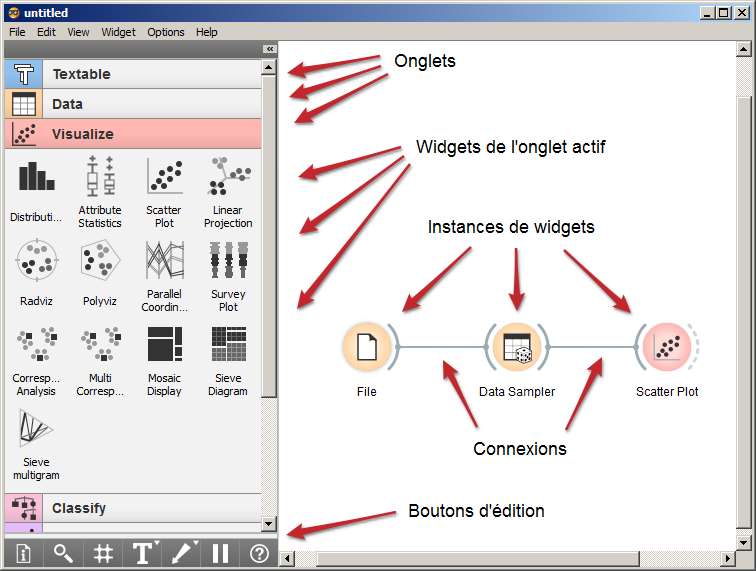 untitled
File Edit View Widget Options Help
Textable
Data
Visualize
Distributi...
Attribute
Statistics
Scatter
Plot
Linear
Projection
Radviz
Polyviz
Parallel
Coordin...
Survey
Plot
Corresp...
Analysis
Multi
Corresp...
Mosaic
Display
Sieve
Diagram
Sieve
multigram
Classify
Onglets
Widgets de l'onglet actif
Instances de widgets
File
Data Sampler
Scatter Plot
Connexions
Boutons d'édition